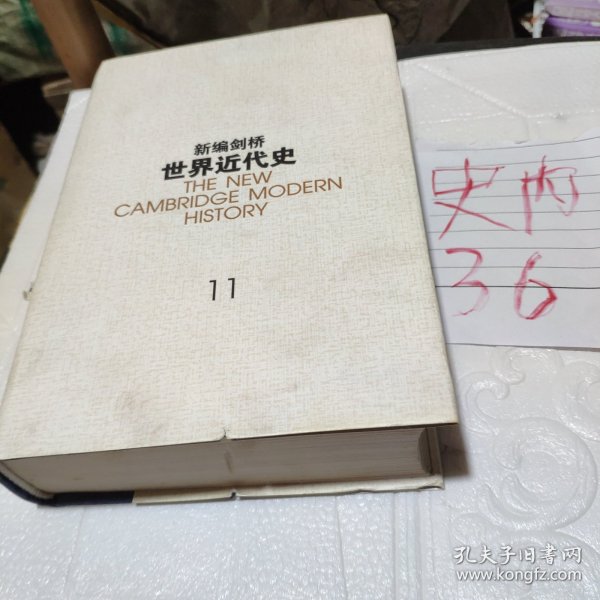 新编剑桥
世界近代史
THE NEW
CAMBRIDGE MODERN
HISTORY
11
史内
36
孔夫子旧书网
www.kongfz.com